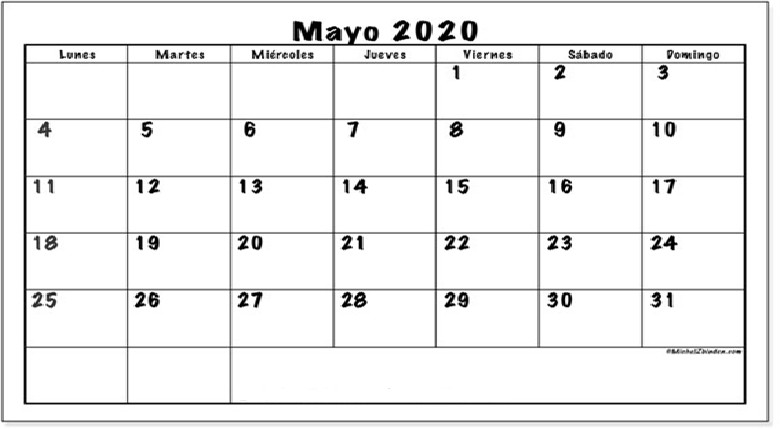 Mayo 2020
Lunes Martes Miércoles Jueves Viernes Sábado Domingo
1 2 3
4 5 6 7 8 9 10
11 12 13 14 15 16 17
18 19 20 21 22 23 24
25 26 27 28 29 30 31
©MichelZbinden.com